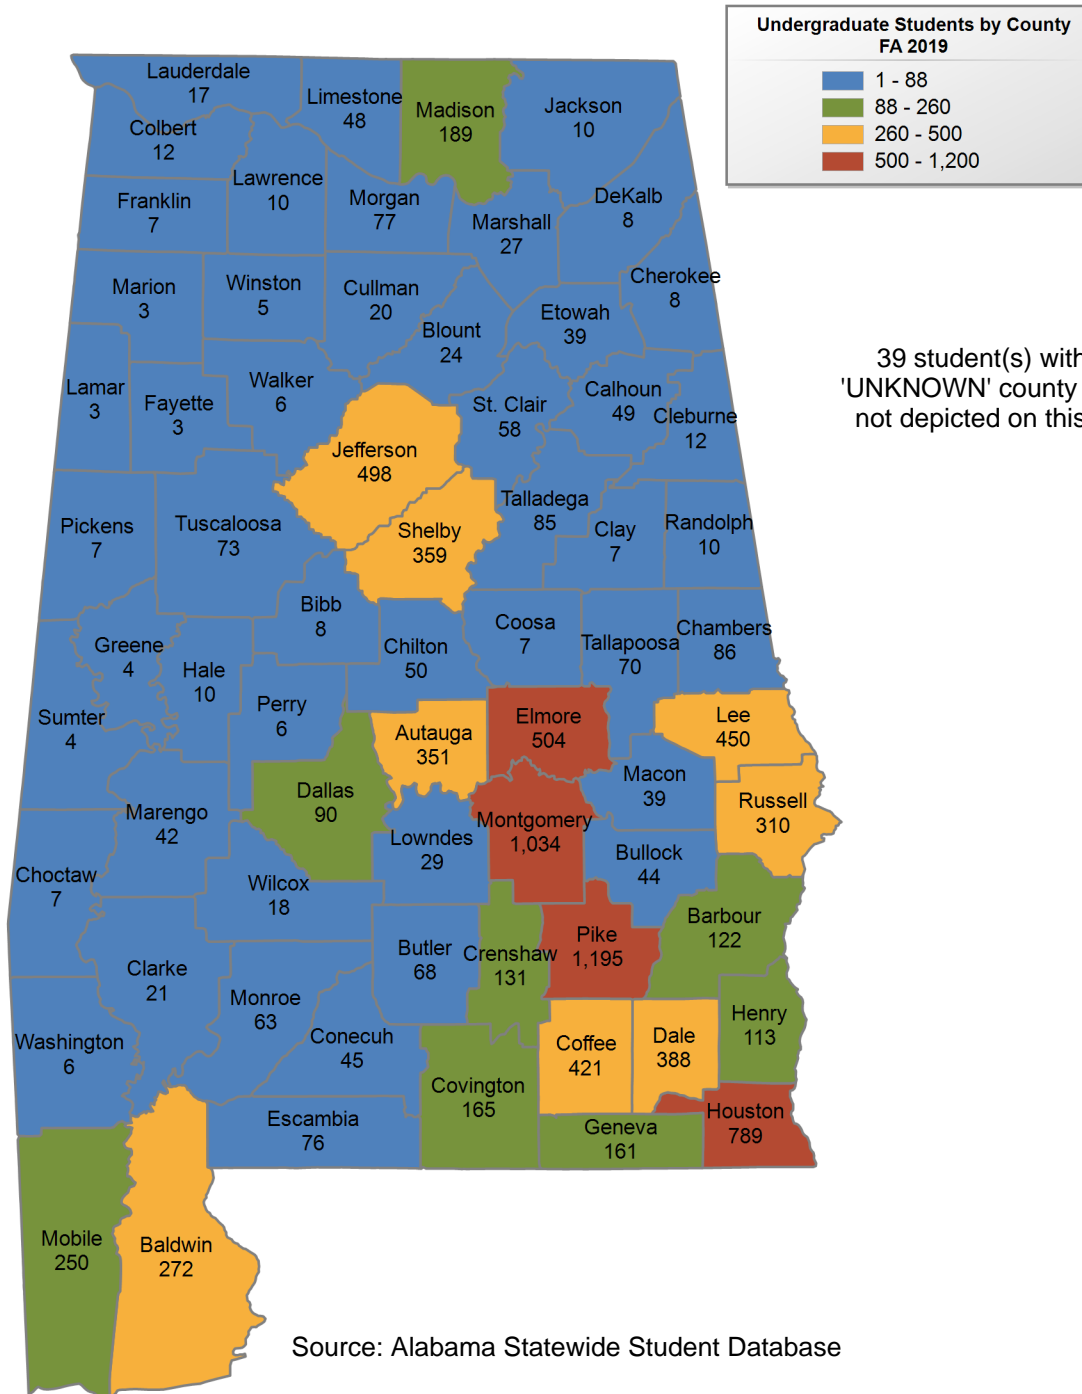 Undergraduate Students by County
FA 2019
1 - 88
88 - 260
260 - 500
500 - 1,200
Lauderdale
17
Limestone
48
Madison
189
Jackson
10
Colbert
12
Lawrence
10
Franklin
7
Morgan
77
Marshall
27
DeKalb
8
Marion
3
Winston
5
Cullman
20
Blount
24
Etowah
39
Cherokee
8
39 student(s) with
'UNKNOWN' county
not depicted on this
Lamar
3
Fayette
3
Walker
6
Jefferson
498
St. Clair
58
Calhoun
49
Cleburne
12
Pickens
7
Tuscaloosa
73
Shelby
359
Talladega
85
Clay
7
Randolph
10
Greene
4
Hale
10
Bibb
8
Chilton
50
Coosa
7
Tallapoosa
70
Chambers
86
Sumter
4
Perry
6
Autauga
351
Elmore
504
Lee
450
Marengo
42
Dallas
90
Lowndes
29
Montgomery
1,034
Macon
39
Russell
310
Bullock
44
Choctaw
7
Wilcox
18
Butler
68
Crenshaw
131
Pike
1,195
Barbour
122
Clarke
21
Monroe
63
Conecuh
45
Henry
113
Washington
6
Coffee
421
Dale
388
Covington
165
Escambia
76
Geneva
161
Houston
789
Mobile
250
Baldwin
272
Source: Alabama Statewide Student Database